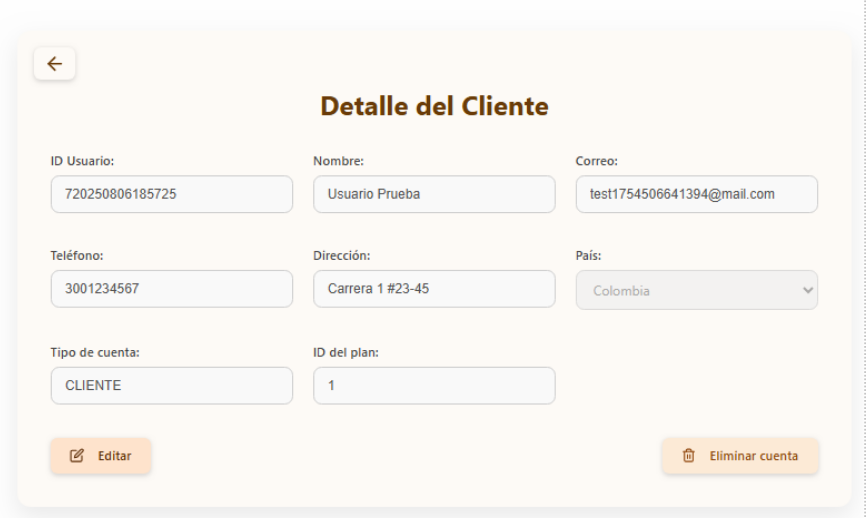 Detalle del Cliente
ID Usuario: Nombre: Correo:
720250806185725 Usuario Prueba test1754506641394@mail.com
Teléfono: Dirección: País:
3001234567 Carrera 1 #23-45 Colombia
Tipo de cuenta: ID del plan:
CLIENTE 1
Editar Eliminar cuenta